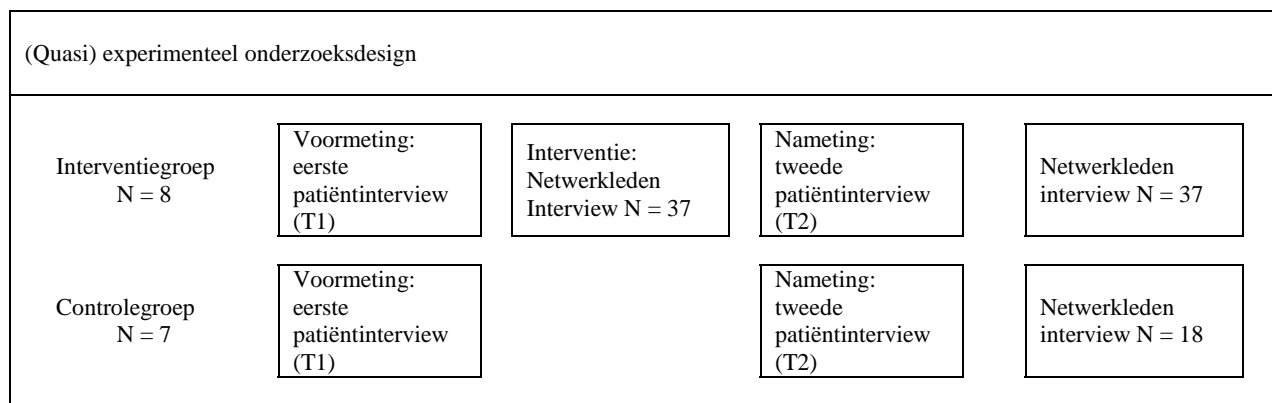 (Quasi) experimenteel onderzoeksdesign
Interventiegroep
N = 8
Voormeting:
eerste
patiëntinterview
(T1)
Interventie:
Netwerkleden
Interview N = 37
Nameting:
tweede
patiëntinterview
(T2)
Netwerkleden
interview N = 37
Controlegroep
N = 7
Voormeting:
eerste
patiëntinterview
(T1)
Nameting:
tweede
patiëntinterview
(T2)
Netwerkleden
interview N = 18